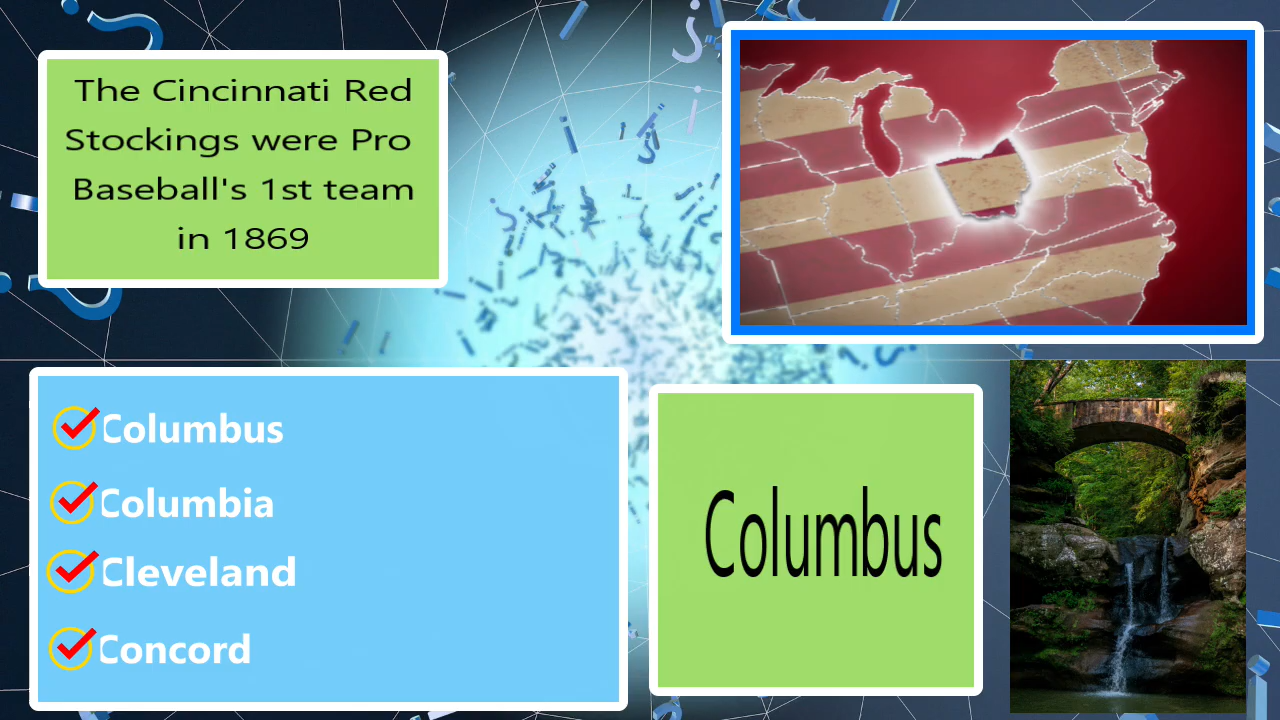 The Cincinnati Red
Stockings were Pro
Baseball's 1st team
in 1869
Columbus
Columbia
Cleveland
Concord
Columbus